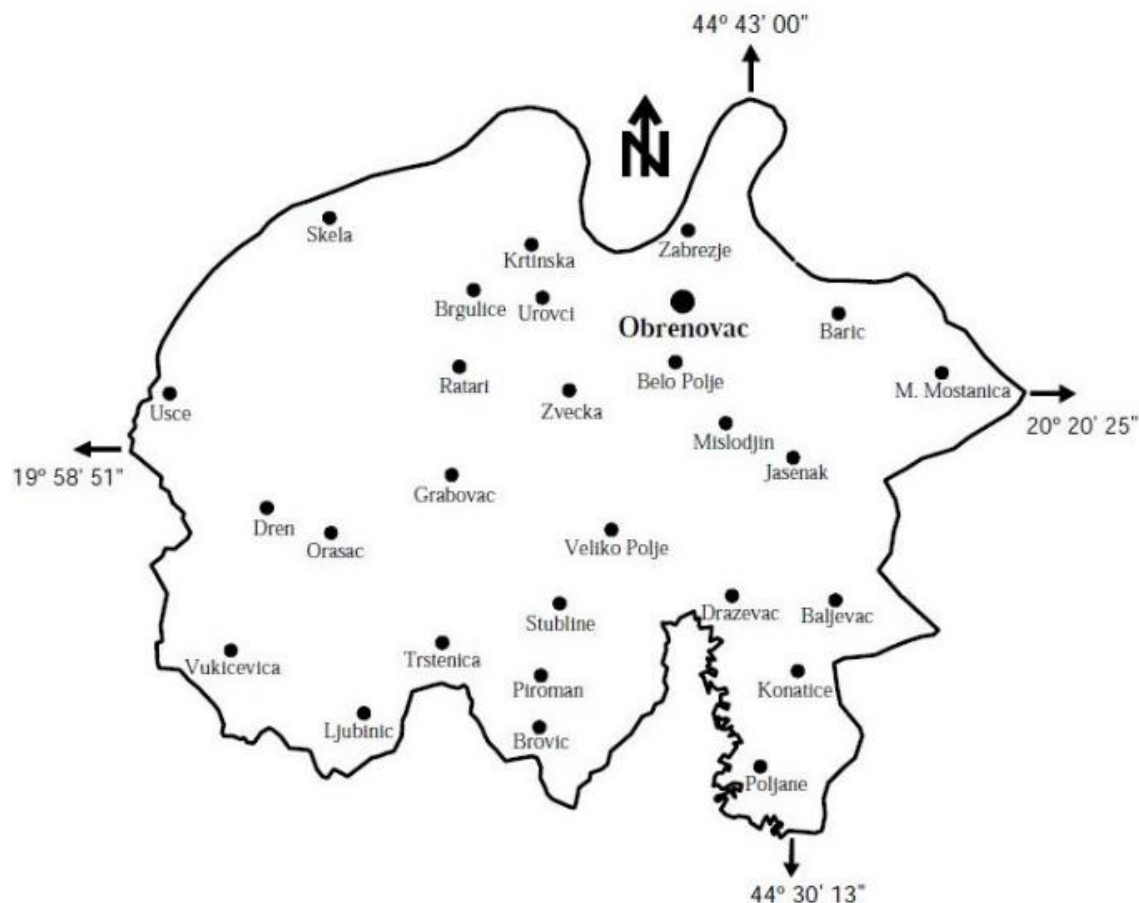 44º 43' 00"
N
Skela
Zabrezje
Krtinska
Brgulice
Urovci
Obrenovac
Baric
Ratari
Belo Polje
M. Mostanica
Usce
Zvecka
20º 20' 25"
Mislodjin
19º 58' 51"
Jasenak
Grabovac
Dren
Orasac
Veliko Polje
Stubline
Drazevac
Baljevac
Vukicevica
Trstenica
Piroman
Konatice
Ljubinic
Brovic
Poljane
44º 30' 13"